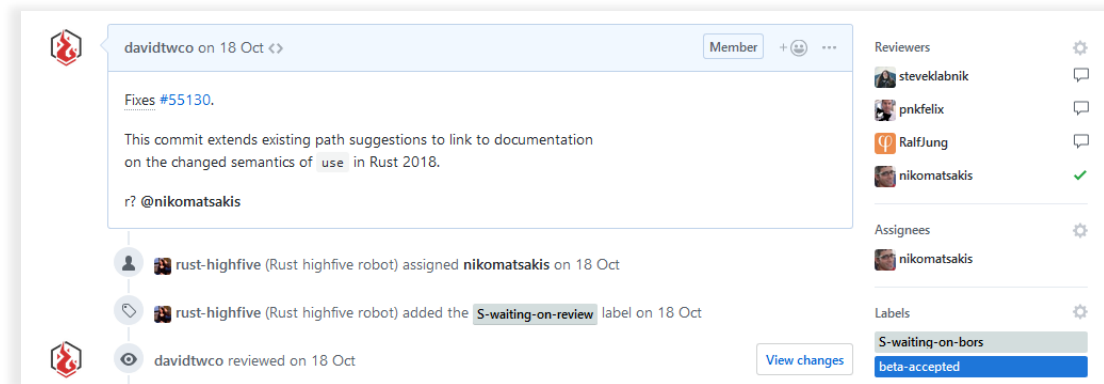 davidtwco on 18 Oct <>
Member
Fixes #55130.
This commit extends existing path suggestions to link to documentation
on the changed semantics of use in Rust 2018.
r? @nikomatsakis
rust-highfive (Rust highfive robot) assigned nikomatsakis on 18 Oct
rust-highfive (Rust highfive robot) added the S-waiting-on-review label on 18 Oct
davidtwco reviewed on 18 Oct
View changes
Reviewers
steveklabnik
pnkfelix
RalfJung
nikomatsakis
Assignees
nikomatsakis
Labels
S-waiting-on-bors
beta-accepted